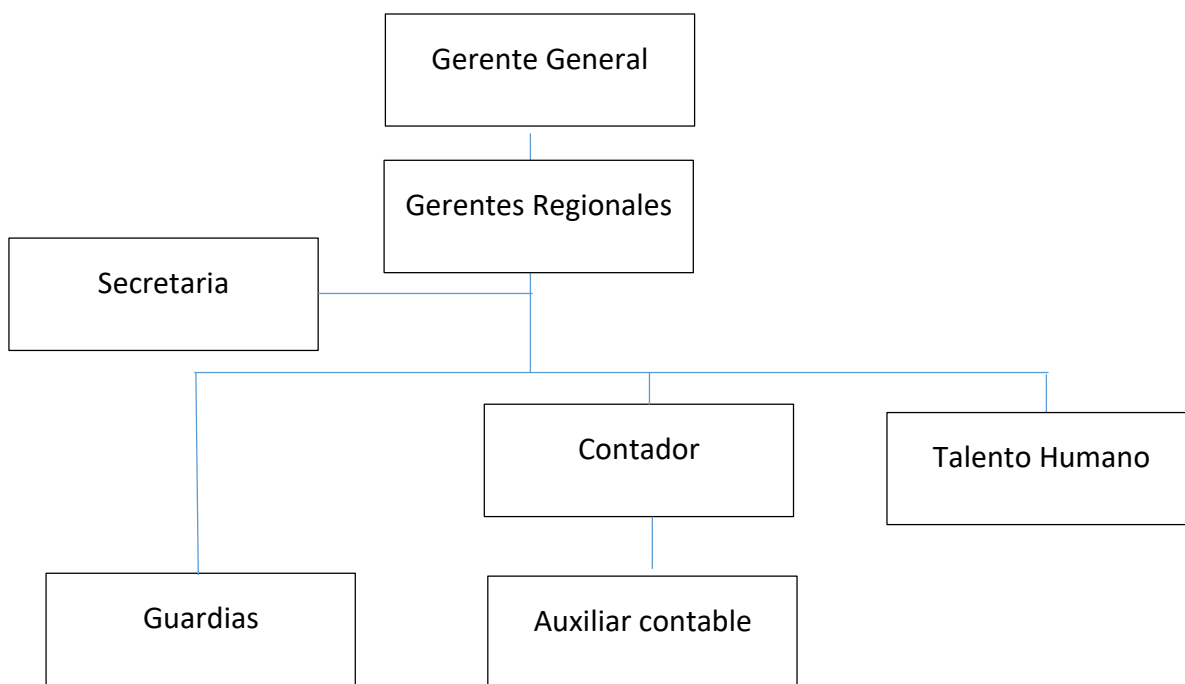 Gerente General
Gerentes Regionales
Secretaria
Contador
Talento Humano
Guardias
Auxiliar contable